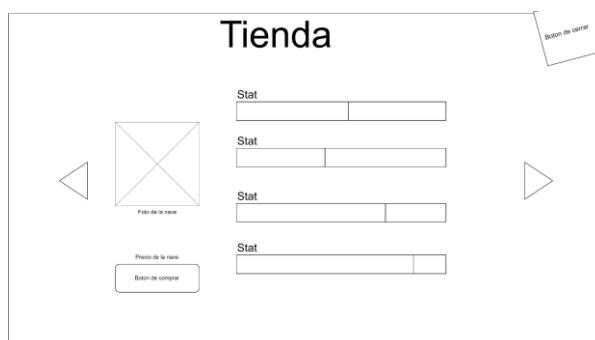 Tienda
Boton de cerrar
Stat
Stat
Stat
Stat
Foto de la nave
Precio de la nave
Boton de comprar